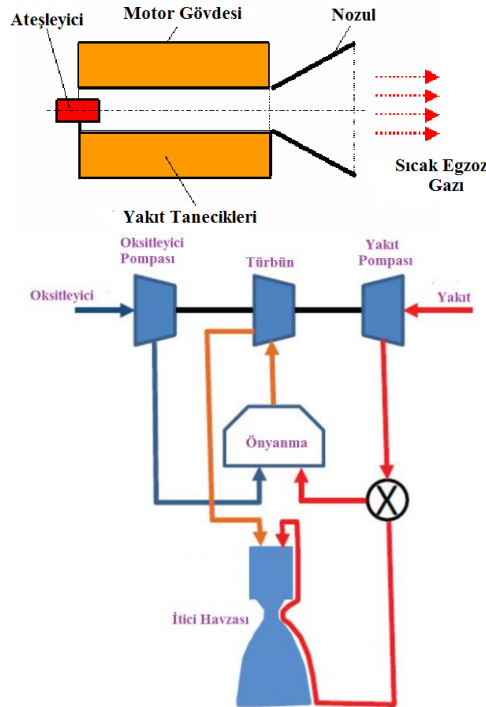 Ateşleyici
Motor Gövdesi
Nozul
Sıcak Egzoz
Gazı
Yakıt Tanecikleri
Oksitleyici
Pompası
Türbün
Yakıt
Pompası
Oksitleyici
Yakıt
Önyanma
X
İtici Havzası